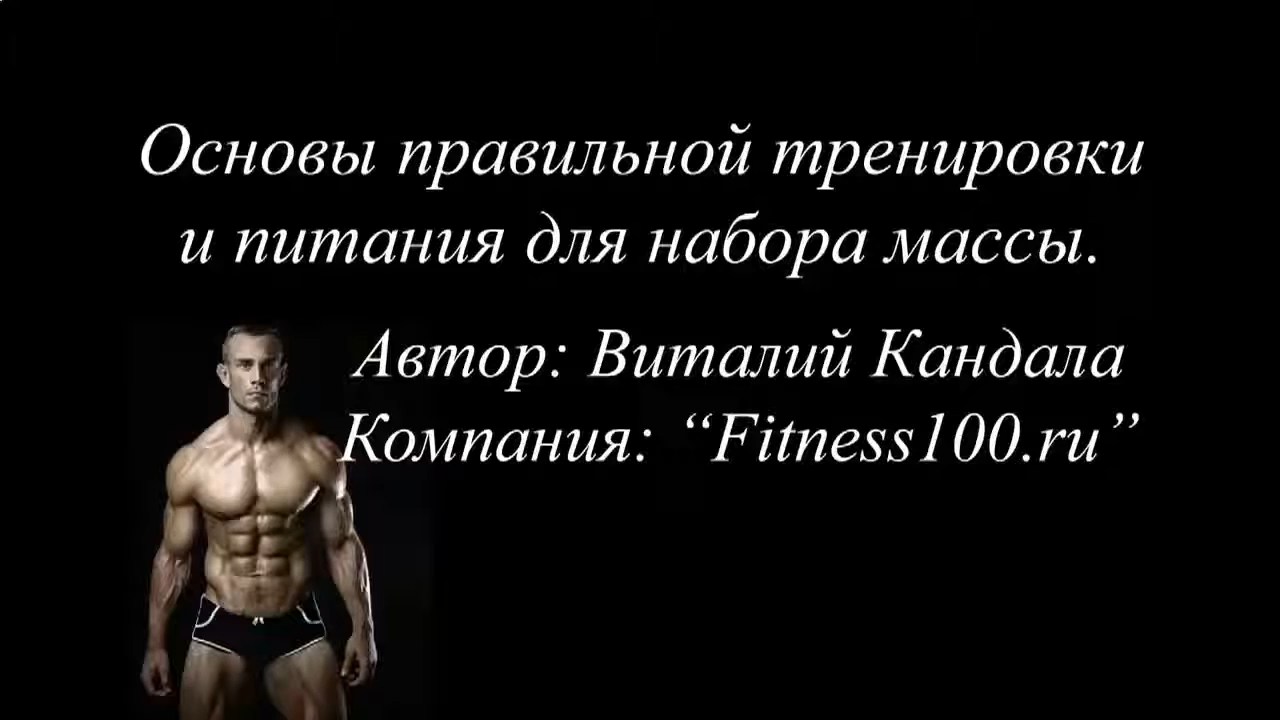 Основы правильной тренировки
и питания для набора массы.
Автор: Виталий Кандала
Компания: “Fitness100.ru”